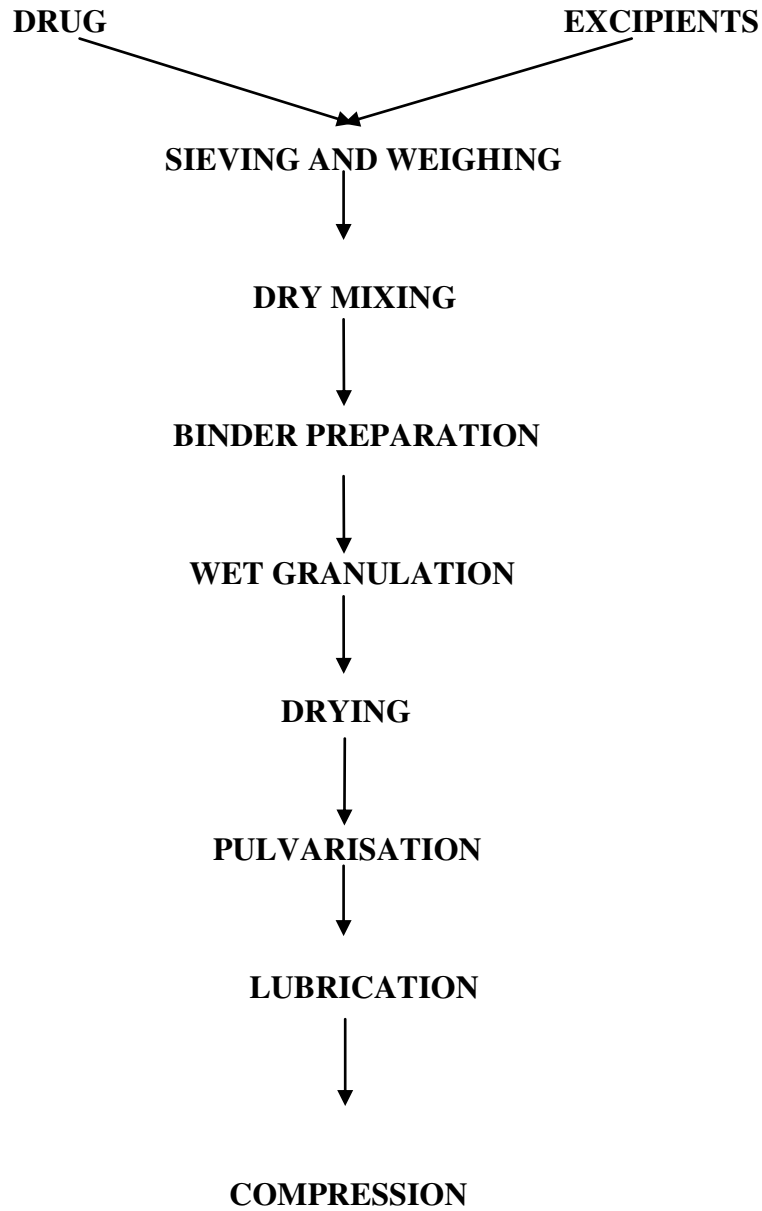 DRUG EXCIPIENTS
SIEVING AND WEIGHING
DRY MIXING
BINDER PREPARATION
WET GRANULATION
DRYING
PULVARISATION
LUBRICATION
COMPRESSION